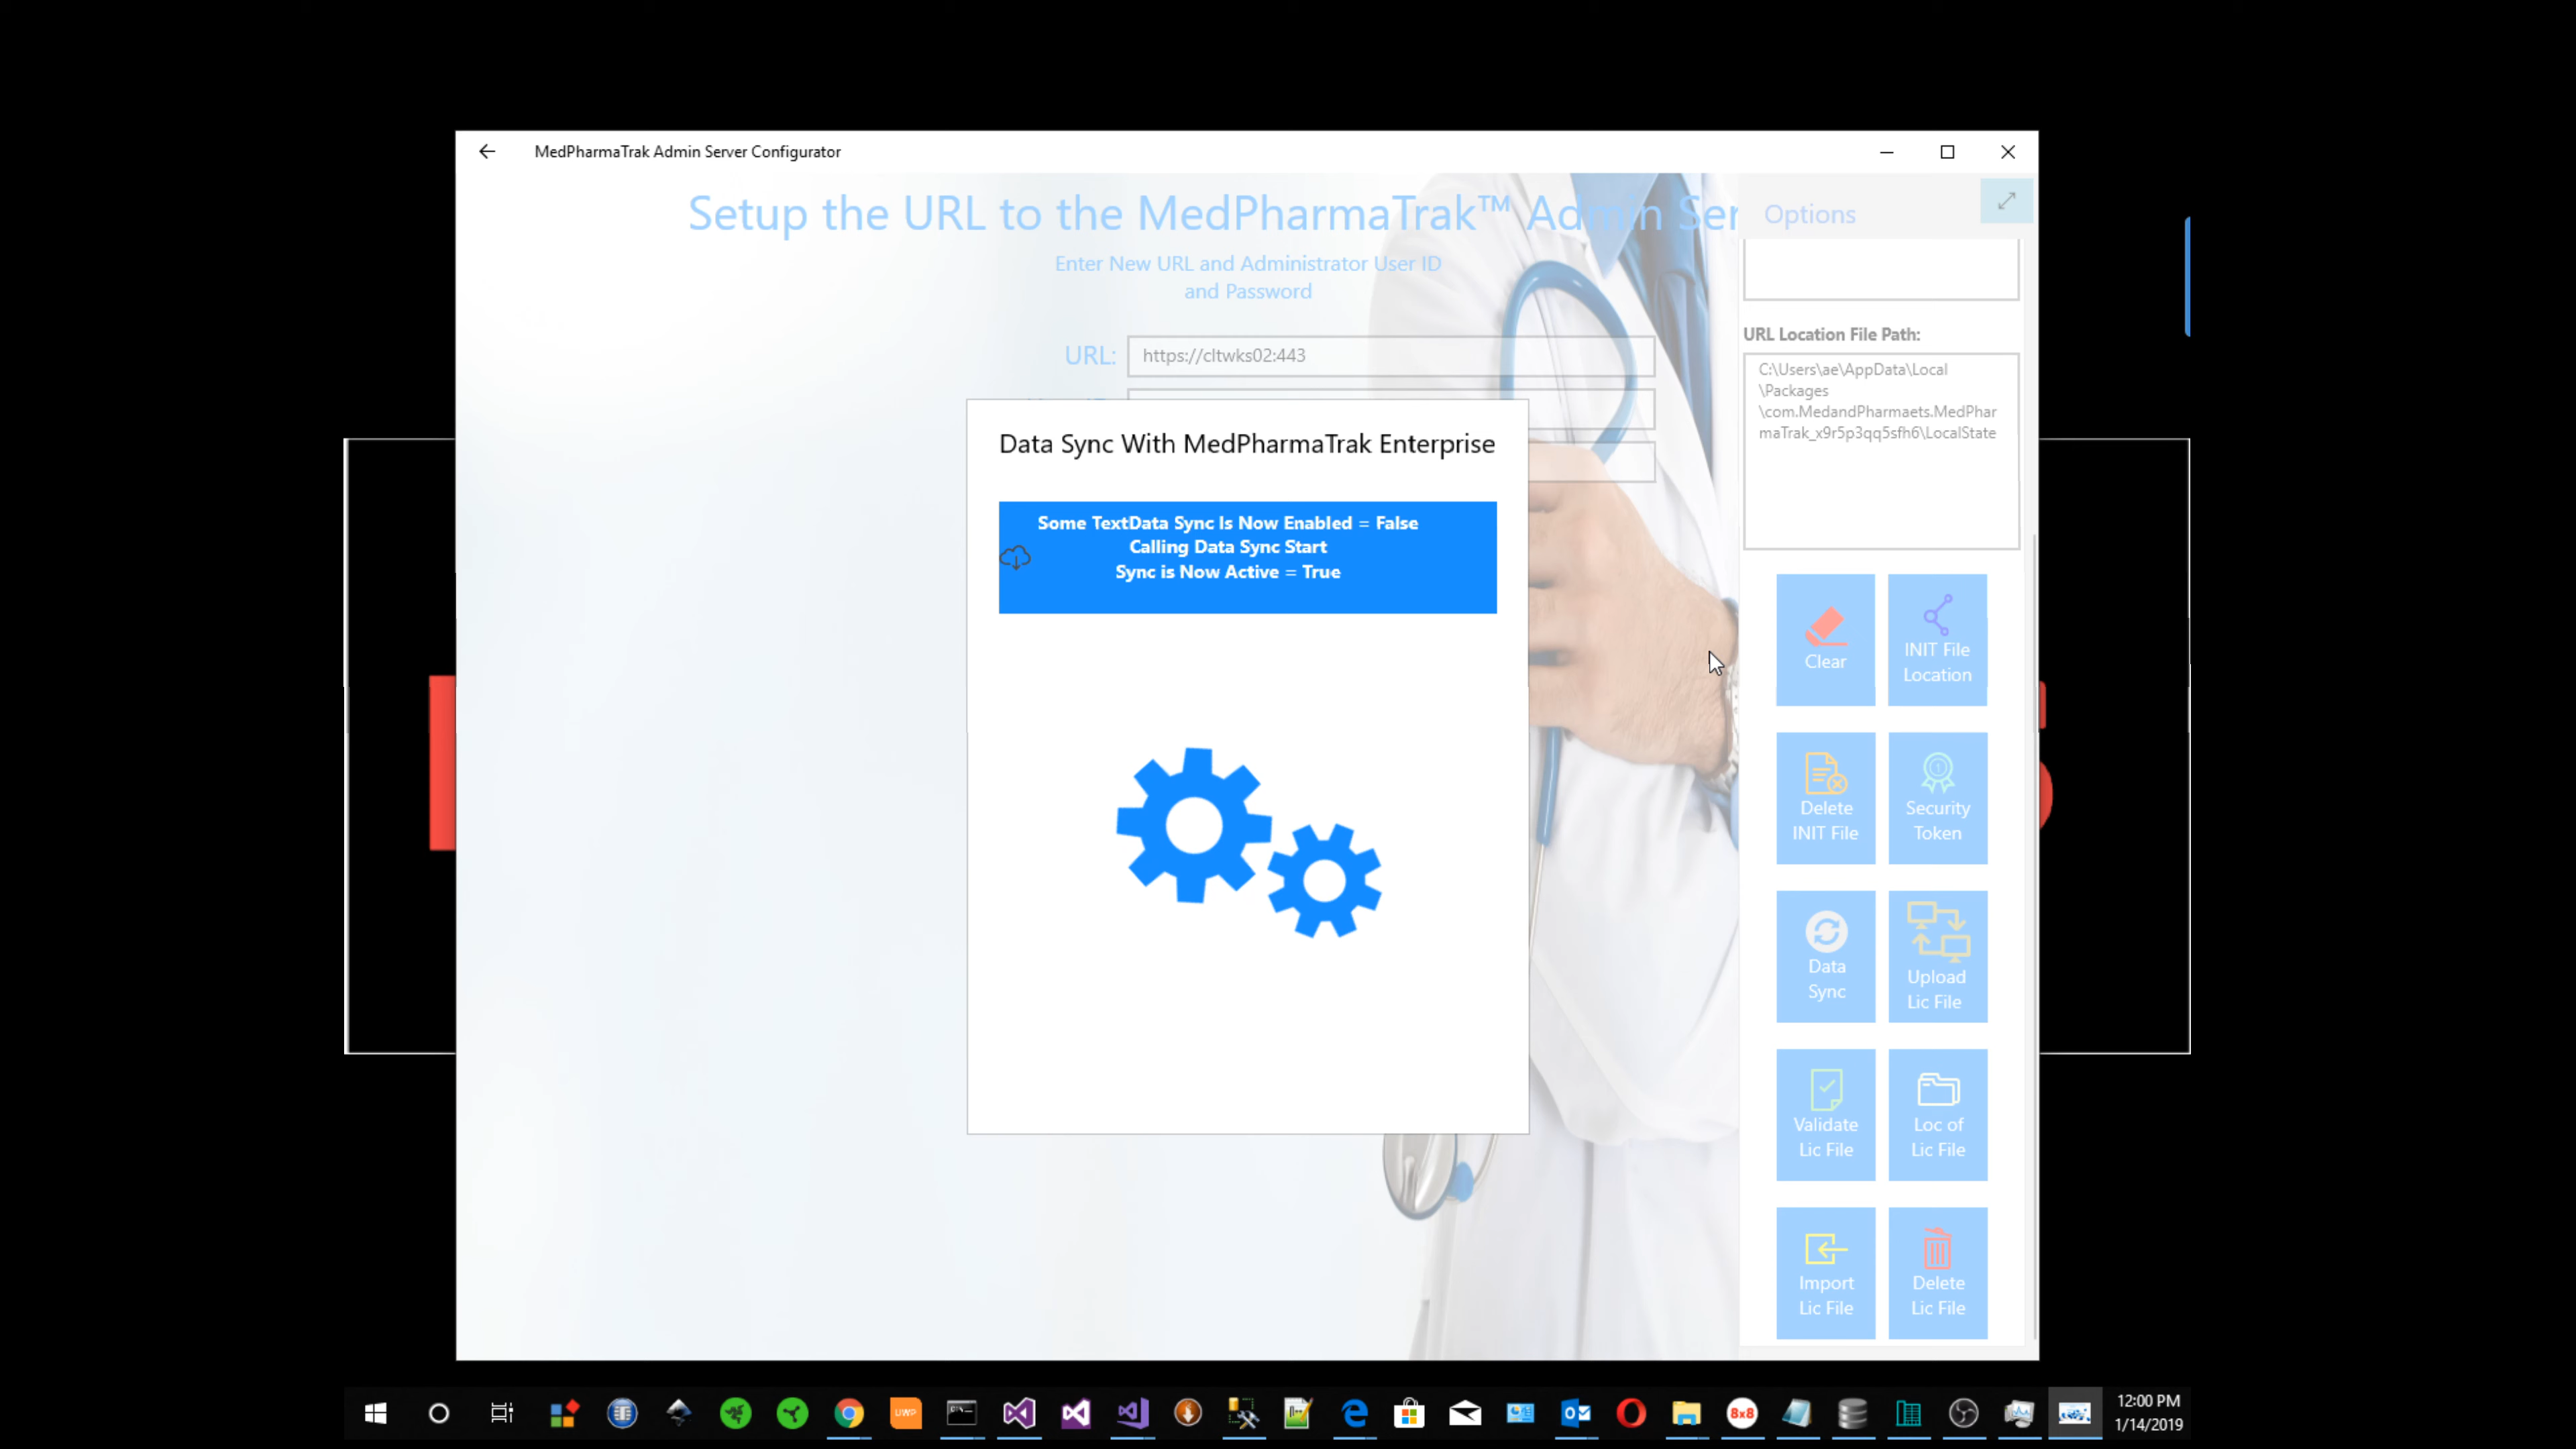 MedPharmaTrak Admin Server Configurator
Setup the URL to the MedPharmaTrak™ Admin Ser
Options
Enter New URL and Administrator User ID
and Password
URL Location File Path:
URL:
https://cltwks02:443
C:\Users\ae\AppData\Local
\Packages
\com.MedandPharmaets.MedPhar
maTrak_x9r5p3qq5sfh6\LocalState
Data Sync With MedPharmaTrak Enterprise
Some TextData Sync Is Now Enabled = False
Calling Data Sync Start
Sync is Now Active = True
Clear
INIT File
Location
Delete
INIT File
Security
Token
Data
Sync
Upload
Lic File
Validate
Lic File
Loc of
Lic File
Import
Lic File
Delete
Lic File
UWP
8x8
12:00 PM
1/14/2019